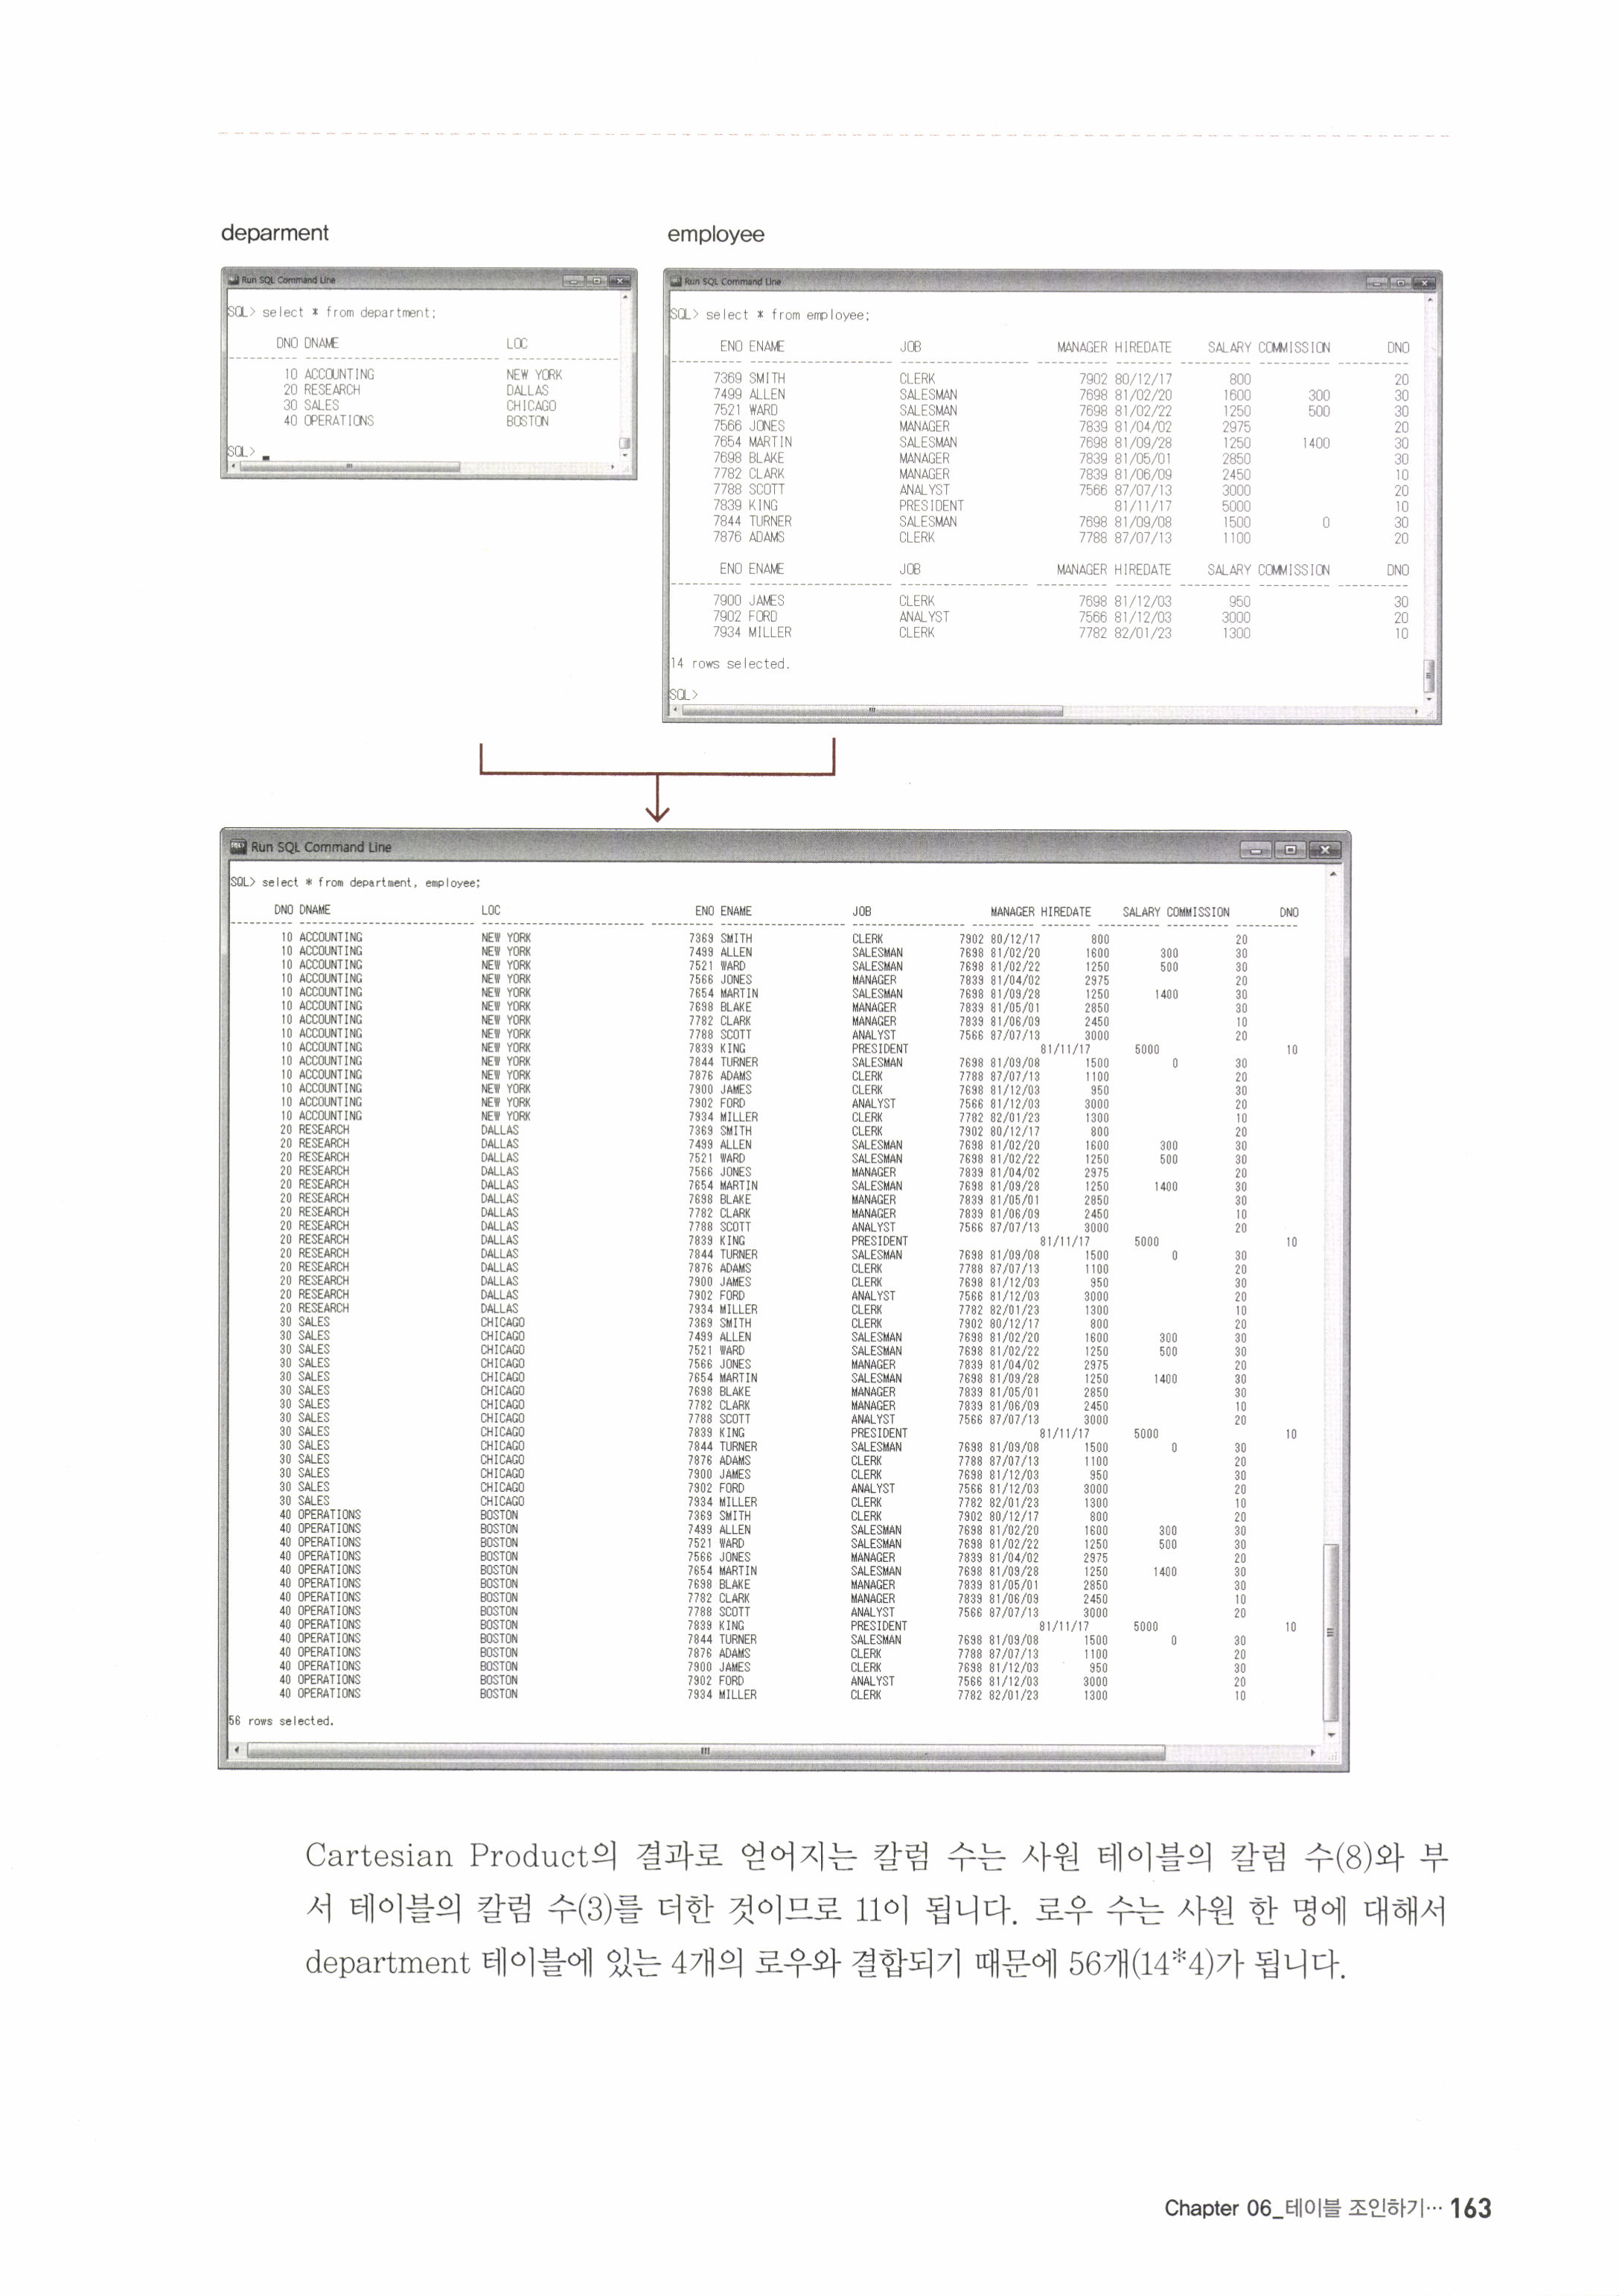 deparment
Run SQL Command Line
SQL> select * from department;
DNO DNAME LOC
10 ACCOUNTING NEW YORK
20 RESEARCH DALLAS
30 SALES CHICAGO
40 OPERATIONS BOSTON
SQL>
employee
Run SQL Command Line
SQL> select * from employee;
ENO ENAME JOB MANAGER HIREDATE SALARY COMMISSION DNO
7369 SMITH CLERK 7902 80/12/17 800 20
7499 ALLEN SALESMAN 7698 81/02/20 1600 300 30
7521 WARD SALESMAN 7698 81/02/22 1250 500 30
7566 JONES MANAGER 7839 81/04/02 2975 20
7654 MARTIN SALESMAN 7698 81/09/28 1250 1400 30
7698 BLAKE MANAGER 7839 81/05/01 2850 30
7782 CLARK MANAGER 7839 81/06/09 2450 10
7788 SCOTT ANALYST 7566 87/07/13 3000 20
7839 KING PRESIDENT 81/11/17 5000 10
7844 TURNER SALESMAN 7698 81/09/08 1500 0 30
7876 ADAMS CLERK 7788 87/07/13 1100 20
ENO ENAME JOB MANAGER HIREDATE SALARY COMMISSION DNO
7900 JAMES CLERK 7698 81/12/03 950 30
7902 FORD ANALYST 7566 81/12/03 3000 20
7934 MILLER CLERK 7782 82/01/23 1300 10
14 rows selected.
SQL>
Run SQL Command Line
SQL> select * from department, employee;
DNO DNAME LOC ENO ENAME JOB MANAGER HIREDATE SALARY COMMISSION DNO
10 ACCOUNTING NEW YORK 7369 SMITH CLERK 7902 80/12/17 800 20
10 ACCOUNTING NEW YORK 7499 ALLEN SALESMAN 7698 81/02/20 1600 300 30
10 ACCOUNTING NEW YORK 7521 WARD SALESMAN 7698 81/02/22 1250 500 30
10 ACCOUNTING NEW YORK 7566 JONES MANAGER 7839 81/04/02 2975 20
10 ACCOUNTING NEW YORK 7654 MARTIN SALESMAN 7698 81/09/28 1250 1400 30
10 ACCOUNTING NEW YORK 7698 BLAKE MANAGER 7839 81/05/01 2850 30
10 ACCOUNTING NEW YORK 7782 CLARK MANAGER 7839 81/06/09 2450 10
10 ACCOUNTING NEW YORK 7788 SCOTT ANALYST 7566 87/07/13 3000 20
10 ACCOUNTING NEW YORK 7839 KING PRESIDENT 81/11/17 5000 10
10 ACCOUNTING NEW YORK 7844 TURNER SALESMAN 7698 81/09/08 1500 0 30
10 ACCOUNTING NEW YORK 7876 ADAMS CLERK 7788 87/07/13 1100 20
10 ACCOUNTING NEW YORK 7900 JAMES CLERK 7698 81/12/03 950 30
10 ACCOUNTING NEW YORK 7902 FORD ANALYST 7566 81/12/03 3000 20
10 ACCOUNTING NEW YORK 7934 MILLER CLERK 7782 82/01/23 1300 10
20 RESEARCH DALLAS 7369 SMITH CLERK 7902 80/12/17 800 20
20 RESEARCH DALLAS 7499 ALLEN SALESMAN 7698 81/02/20 1600 300 30
20 RESEARCH DALLAS 7521 WARD SALESMAN 7698 81/02/22 1250 500 30
20 RESEARCH DALLAS 7566 JONES MANAGER 7839 81/04/02 2975 20
20 RESEARCH DALLAS 7654 MARTIN SALESMAN 7698 81/09/28 1250 1400 30
20 RESEARCH DALLAS 7698 BLAKE MANAGER 7839 81/05/01 2850 30
20 RESEARCH DALLAS 7782 CLARK MANAGER 7839 81/06/09 2450 10
20 RESEARCH DALLAS 7788 SCOTT ANALYST 7566 87/07/13 3000 20
20 RESEARCH DALLAS 7839 KING PRESIDENT 81/11/17 5000 10
20 RESEARCH DALLAS 7844 TURNER SALESMAN 7698 81/09/08 1500 0 30
20 RESEARCH DALLAS 7876 ADAMS CLERK 7788 87/07/13 1100 20
20 RESEARCH DALLAS 7900 JAMES CLERK 7698 81/12/03 950 30
20 RESEARCH DALLAS 7902 FORD ANALYST 7566 81/12/03 3000 20
20 RESEARCH DALLAS 7934 MILLER CLERK 7782 82/01/23 1300 10
30 SALES CHICAGO 7369 SMITH CLERK 7902 80/12/17 800 20
30 SALES CHICAGO 7499 ALLEN SALESMAN 7698 81/02/20 1600 300 30
30 SALES CHICAGO 7521 WARD SALESMAN 7698 81/02/22 1250 500 30
30 SALES CHICAGO 7566 JONES MANAGER 7839 81/04/02 2975 20
30 SALES CHICAGO 7654 MARTIN SALESMAN 7698 81/09/28 1250 1400 30
30 SALES CHICAGO 7698 BLAKE MANAGER 7839 81/05/01 2850 30
30 SALES CHICAGO 7782 CLARK MANAGER 7839 81/06/09 2450 10
30 SALES CHICAGO 7788 SCOTT ANALYST 7566 87/07/13 3000 20
30 SALES CHICAGO 7839 KING PRESIDENT 81/11/17 5000 10
30 SALES CHICAGO 7844 TURNER SALESMAN 7698 81/09/08 1500 0 30
30 SALES CHICAGO 7876 ADAMS CLERK 7788 87/07/13 1100 20
30 SALES CHICAGO 7900 JAMES CLERK 7698 81/12/03 950 30
30 SALES CHICAGO 7902 FORD ANALYST 7566 81/12/03 3000 20
30 SALES CHICAGO 7934 MILLER CLERK 7782 82/01/23 1300 10
40 OPERATIONS BOSTON 7369 SMITH CLERK 7902 80/12/17 800 20
40 OPERATIONS BOSTON 7499 ALLEN SALESMAN 7698 81/02/20 1600 300 30
40 OPERATIONS BOSTON 7521 WARD SALESMAN 7698 81/02/22 1250 500 30
40 OPERATIONS BOSTON 7566 JONES MANAGER 7839 81/04/02 2975 20
40 OPERATIONS BOSTON 7654 MARTIN SALESMAN 7698 81/09/28 1250 1400 30
40 OPERATIONS BOSTON 7698 BLAKE MANAGER 7839 81/05/01 2850 30
40 OPERATIONS BOSTON 7782 CLARK MANAGER 7839 81/06/09 2450 10
40 OPERATIONS BOSTON 7788 SCOTT ANALYST 7566 87/07/13 3000 20
40 OPERATIONS BOSTON 7839 KING PRESIDENT 81/11/17 5000 10
40 OPERATIONS BOSTON 7844 TURNER SALESMAN 7698 81/09/08 1500 0 30
40 OPERATIONS BOSTON 7876 ADAMS CLERK 7788 87/07/13 1100 20
40 OPERATIONS BOSTON 7900 JAMES CLERK 7698 81/12/03 950 30
40 OPERATIONS BOSTON 7902 FORD ANALYST 7566 81/12/03 3000 20
40 OPERATIONS BOSTON 7934 MILLER CLERK 7782 82/01/23 1300 10
56 rows selected.
Cartesian Product의 결과로 얻어지는 칼럼 수는 사원 테이블의 칼럼 수(8)와 부
서 테이블의 칼럼 수(3)를 더한 것이므로 11이 됩니다. 로우 수는 사원 한 명에 대해서
department 테이블에 있는 4개의 로우와 결합되기 때문에 56개(14*4)가 됩니다.
Chapter 06_테이블 조인하기… 163